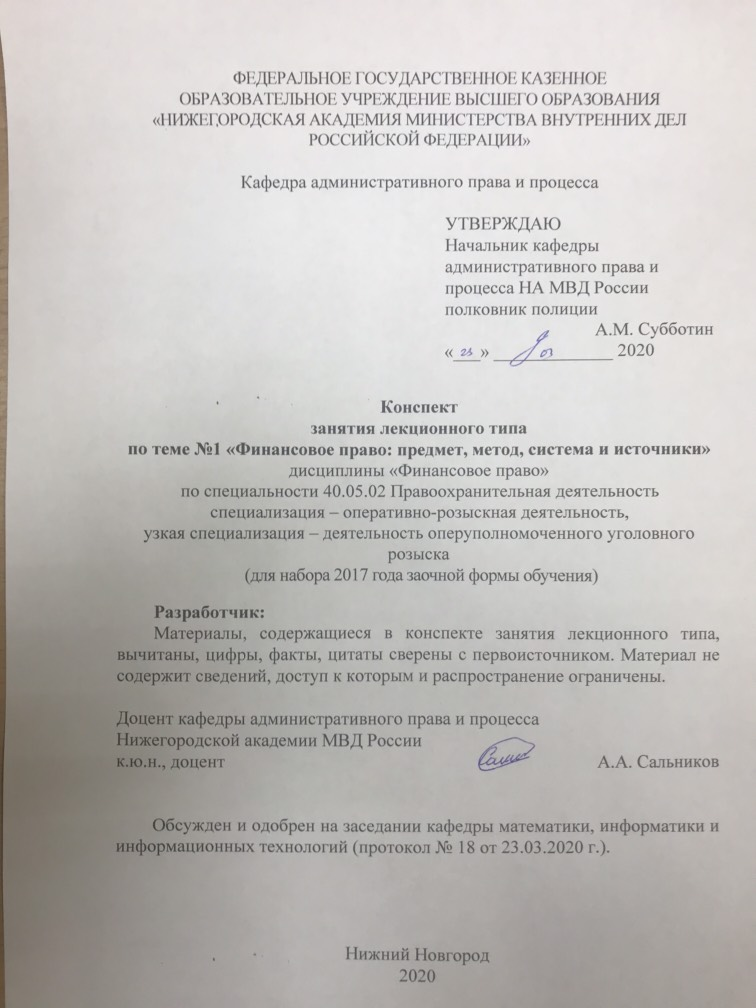 ФЕДЕРАЛЬНОЕ ГОСУДАРСТВЕННОЕ КАЗЕННОЕ
ОБРАЗОВАТЕЛЬНОЕ УЧРЕЖДЕНИЕ ВЫСШЕГО ОБРАЗОВАНИЯ
«НИЖЕГОРОДСКАЯ АКАДЕМИЯ МИНИСТЕРСТВА ВНУТРЕННИХ ДЕЛ
РОССИЙСКОЙ ФЕДЕРАЦИИ»
Кафедра административного права и процесса
УТВЕРЖДАЮ
Начальник кафедры
административного права и
процесса НА МВД России
полковник полиции
А.М. Субботин
«23» 03 2020
Конспект
занятия лекционного типа
по теме №1 «Финансовое право: предмет, метод, система и источники»
дисциплины «Финансовое право»
по специальности 40.05.02 Правоохранительная деятельность
специализация – оперативно-розыскная деятельность,
узкая специализация – деятельность оперуполномоченного уголовного
розыска
(для набора 2017 года заочной формы обучения)
Разработчик:
Материалы, содержащиеся в конспекте занятия лекционного типа,
вычитаны, цифры, факты, цитаты сверены с первоисточником. Материал не
содержит сведений, доступ к которым и распространение ограничены.
Доцент кафедры административного права и процесса
Нижегородской академии МВД России
к.ю.н., доцент А.А. Сальников
Обсужден и одобрен на заседании кафедры математики, информатики и
информационных технологий (протокол № 18 от 23.03.2020 г.).
Нижний Новгород
2020